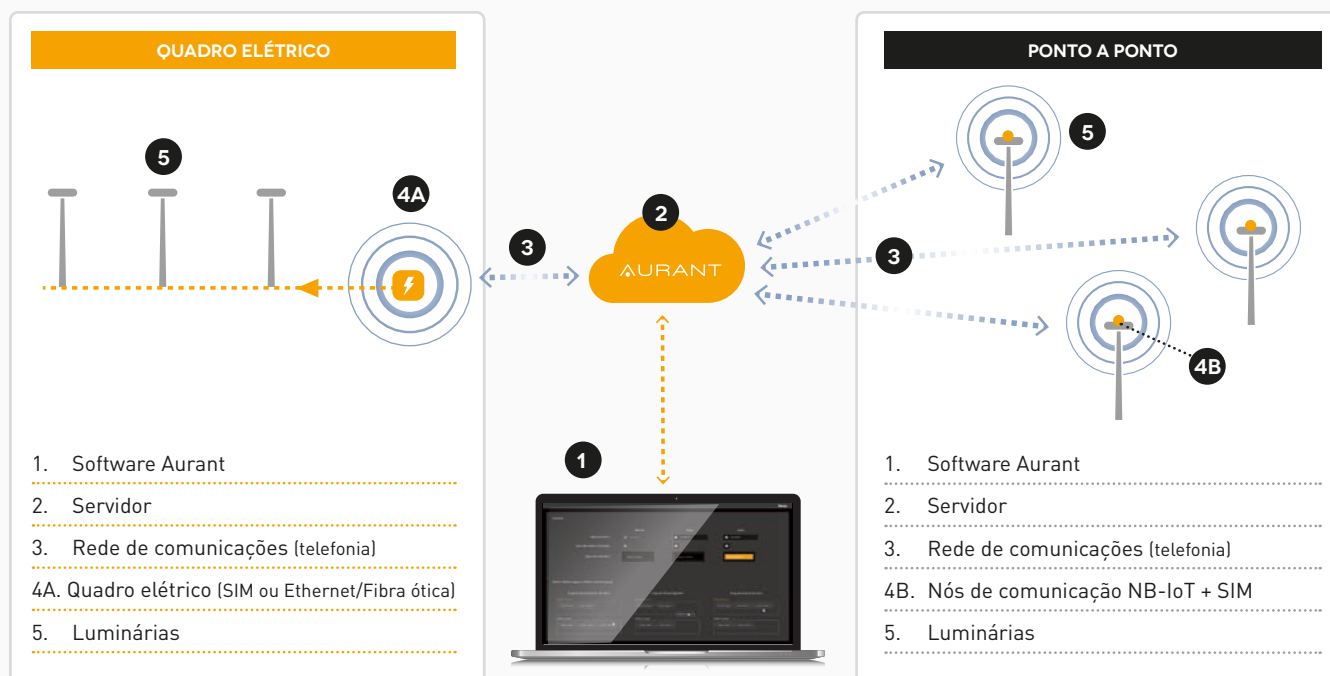 QUADRO ELÉTRICO
5
4A
3
1. Software Aurant
2. Servidor
3. Rede de comunicações (telefonia)
4A. Quadro elétrico (SIM ou Ethernet/Fibra ótica)
5. Luminárias
2
AURANT
1
PONTO A PONTO
5
3
4B
1. Software Aurant
2. Servidor
3. Rede de comunicações (telefonia)
4B. Nós de comunicação NB-IoT + SIM
5. Luminárias